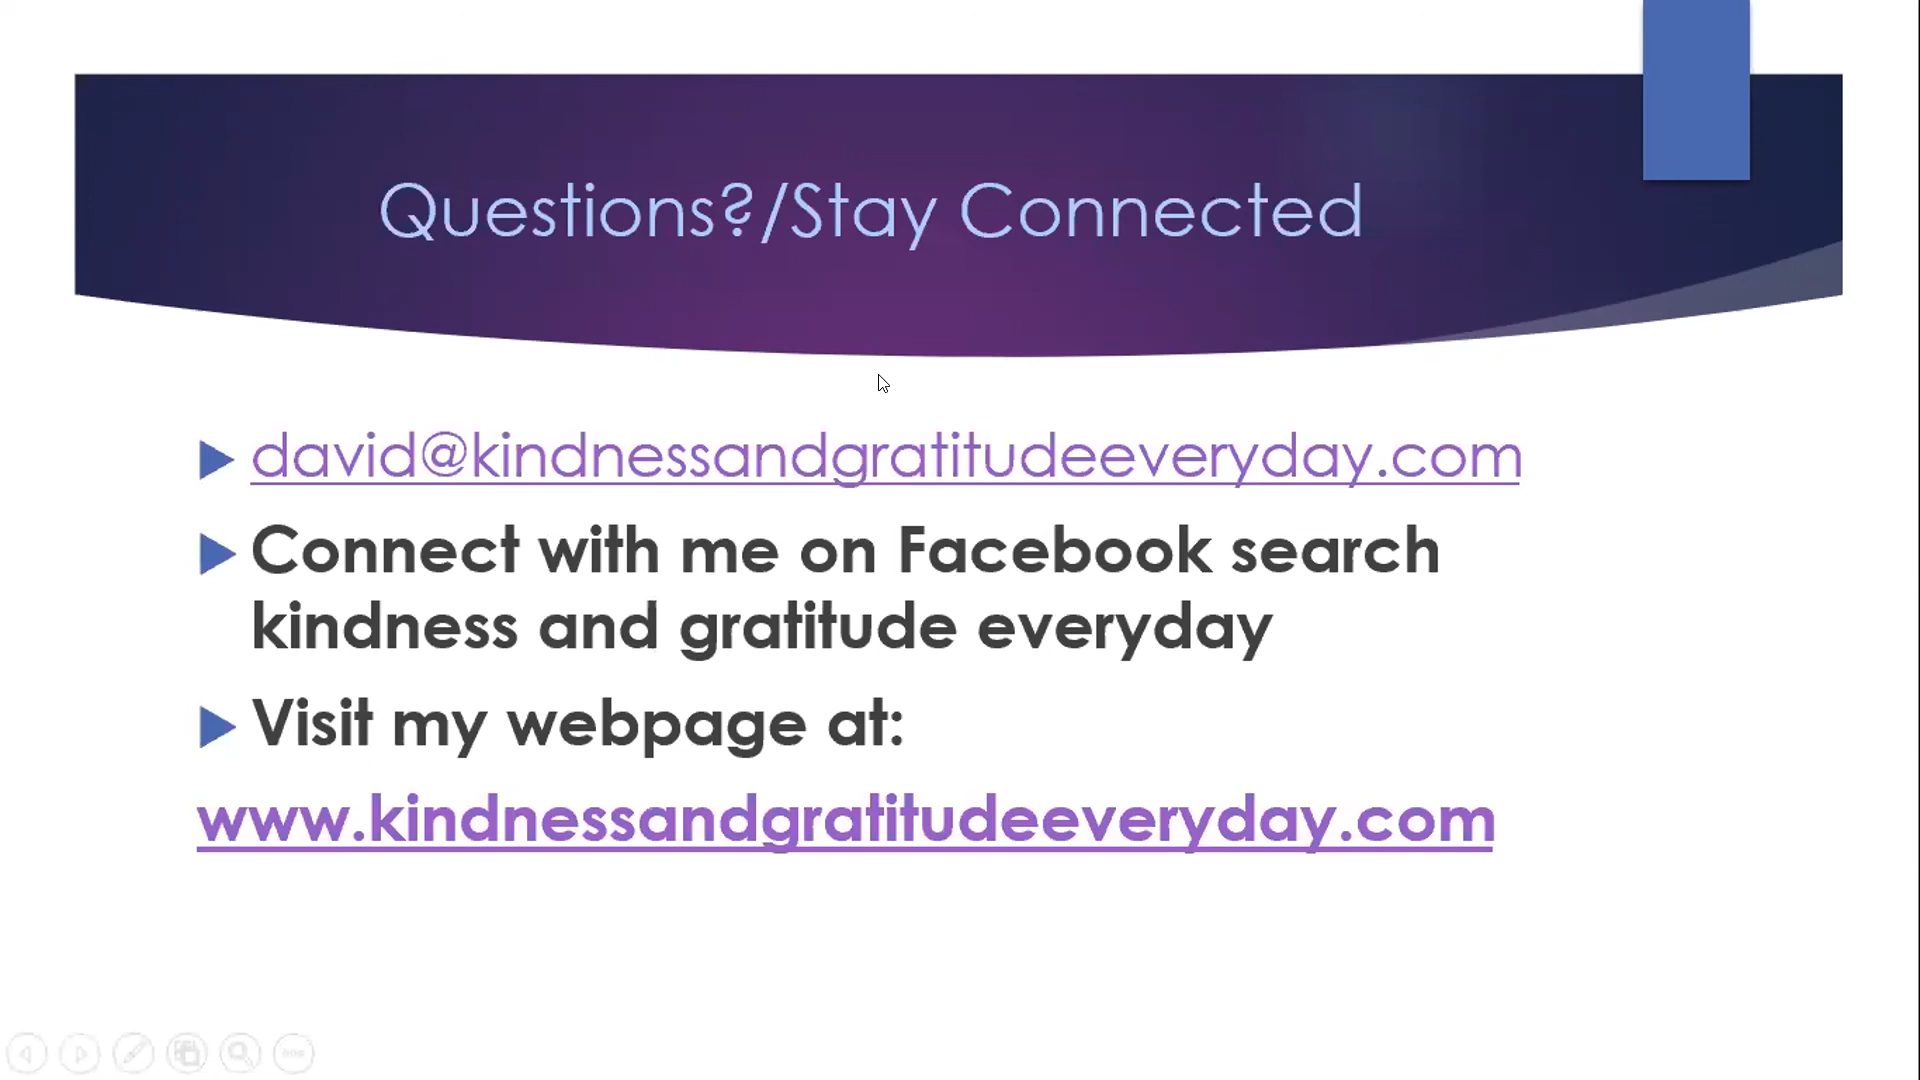 Questions?/Stay Connected
david@kindnessandgratitudeeveryday.com
Connect with me on Facebook search
kindness and gratitude everyday
Visit my webpage at:
www.kindnessandgratitudeeveryday.com